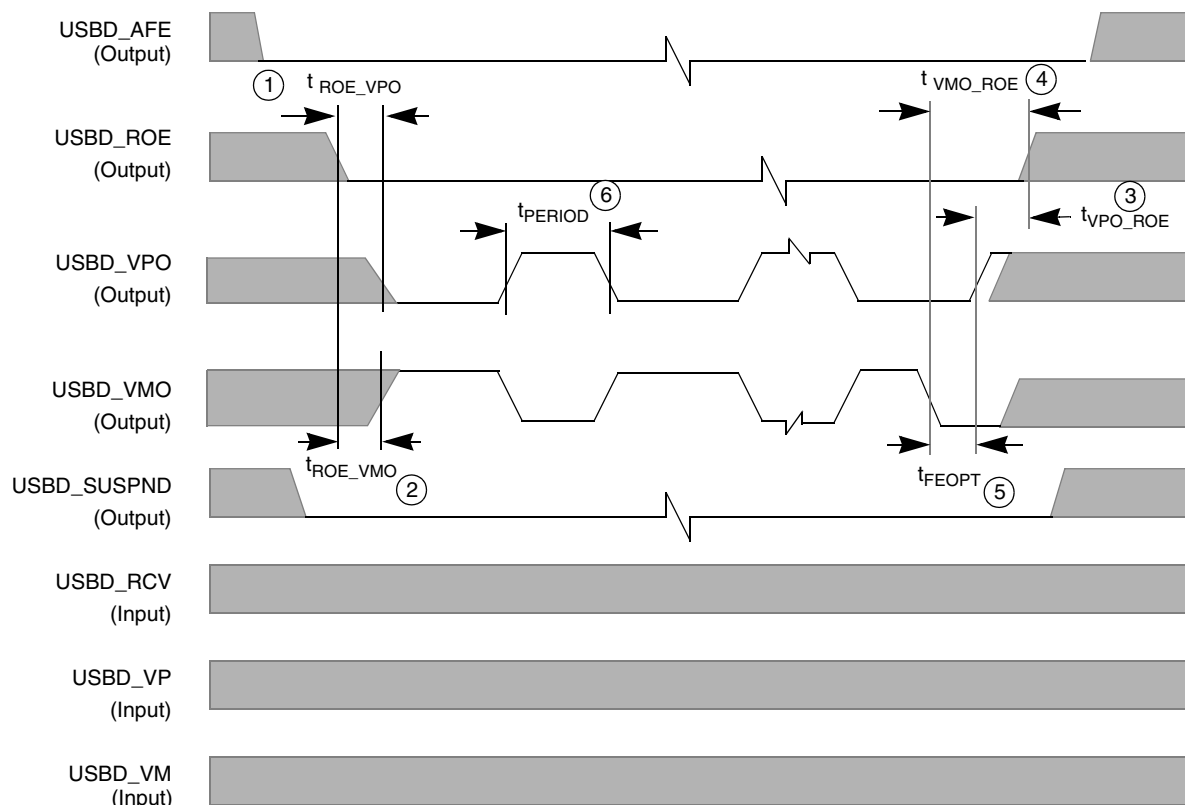 USBD_AFE
(Output)
1
t ROE_VPO
t VMO_ROE
4
USBD_ROE
(Output)
6
tPERIOD
3
tVPO_ROE
USBD_VPO
(Output)
USBD_VMO
(Output)
tROE_VMO
2
tFEOPT
5
USBD_SUSPND
(Output)
USBD_RCV
(Input)
USBD_VP
(Input)
USBD_VM
(Input)